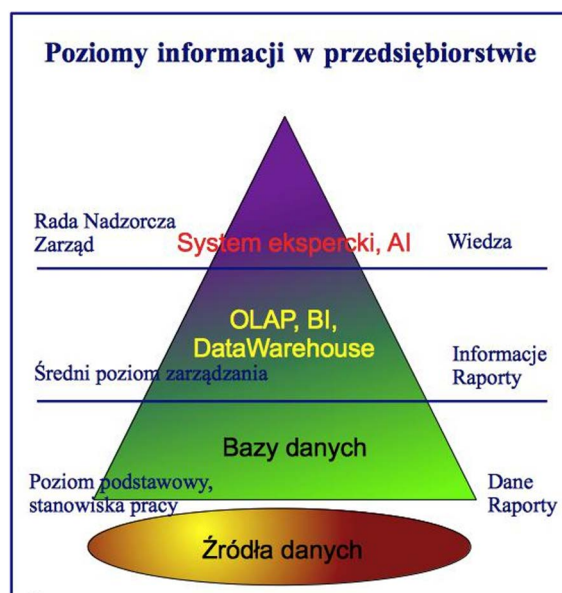 Poziomy informacji w przedsiębiorstwie
Rada Nadzorcza
Zarząd
System ekspercki, AI
Wiedza
OLAP, BI,
DataWarehouse
Średni poziom zarządzania
Informacje
Raporty
Bazy danych
Poziom podstawowy,
stanowiska pracy
Dane
Raporty
Źródła danych